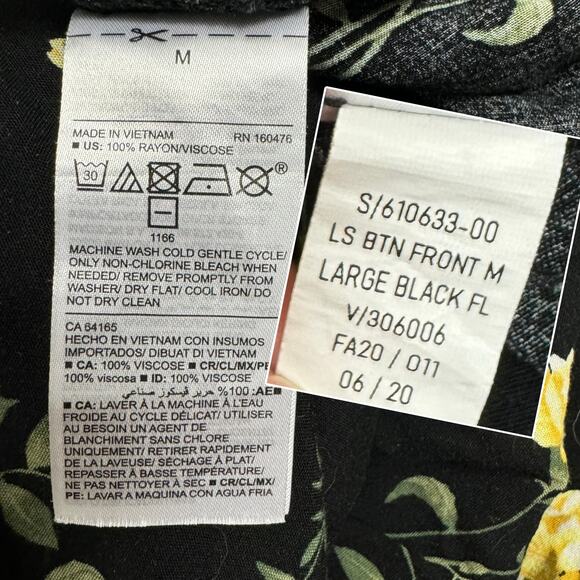 M
MADE IN VIETNAM RN 160476
■ US: 100% RAYON/VISCOSE
30
®
1166
MACHINE WASH COLD GENTLE CYCLE/
ONLY NON-CHLORINE BLEACH WHEN
NEEDED/ REMOVE PROMPTLY FROM
WASHER/ DRY FLAT/ COOL IRON/ DO
NOT DRY CLEAN
CA 64165
HECHO EN VIETNAM CON INSUMOS
IMPORTADOS/ DIBUAT DI VIETNAM
■ CA: 100% VISCOSE ■ CR/CL/MX/PE:
100% viscosa ■ ID: 100% VISCOSE
■ AE: 100% حرير فيسكوز صناعي
■ CA: LAVER À LA MACHINE À L'EAU
FROIDE AU CYCLE DÉLICAT/ UTILISER
AU BESOIN UN AGENT DE
BLANCHIMENT SANS CHLORE
UNIQUEMENT/ RETIRER RAPIDEMENT
DE LA LAVEUSE/ SÉCHAGE À PLAT/
REPASSER À BASSE TEMPÉRATURE/
NE PAS NETTOYER À SEC ■ CR/CL/MX/
PE: LAVAR A MAQUINA CON AGUA FRIA
S/610633-00
LS BTN FRONT M
LARGE BLACK FL
V/306006
FA20 / 011
06 / 20